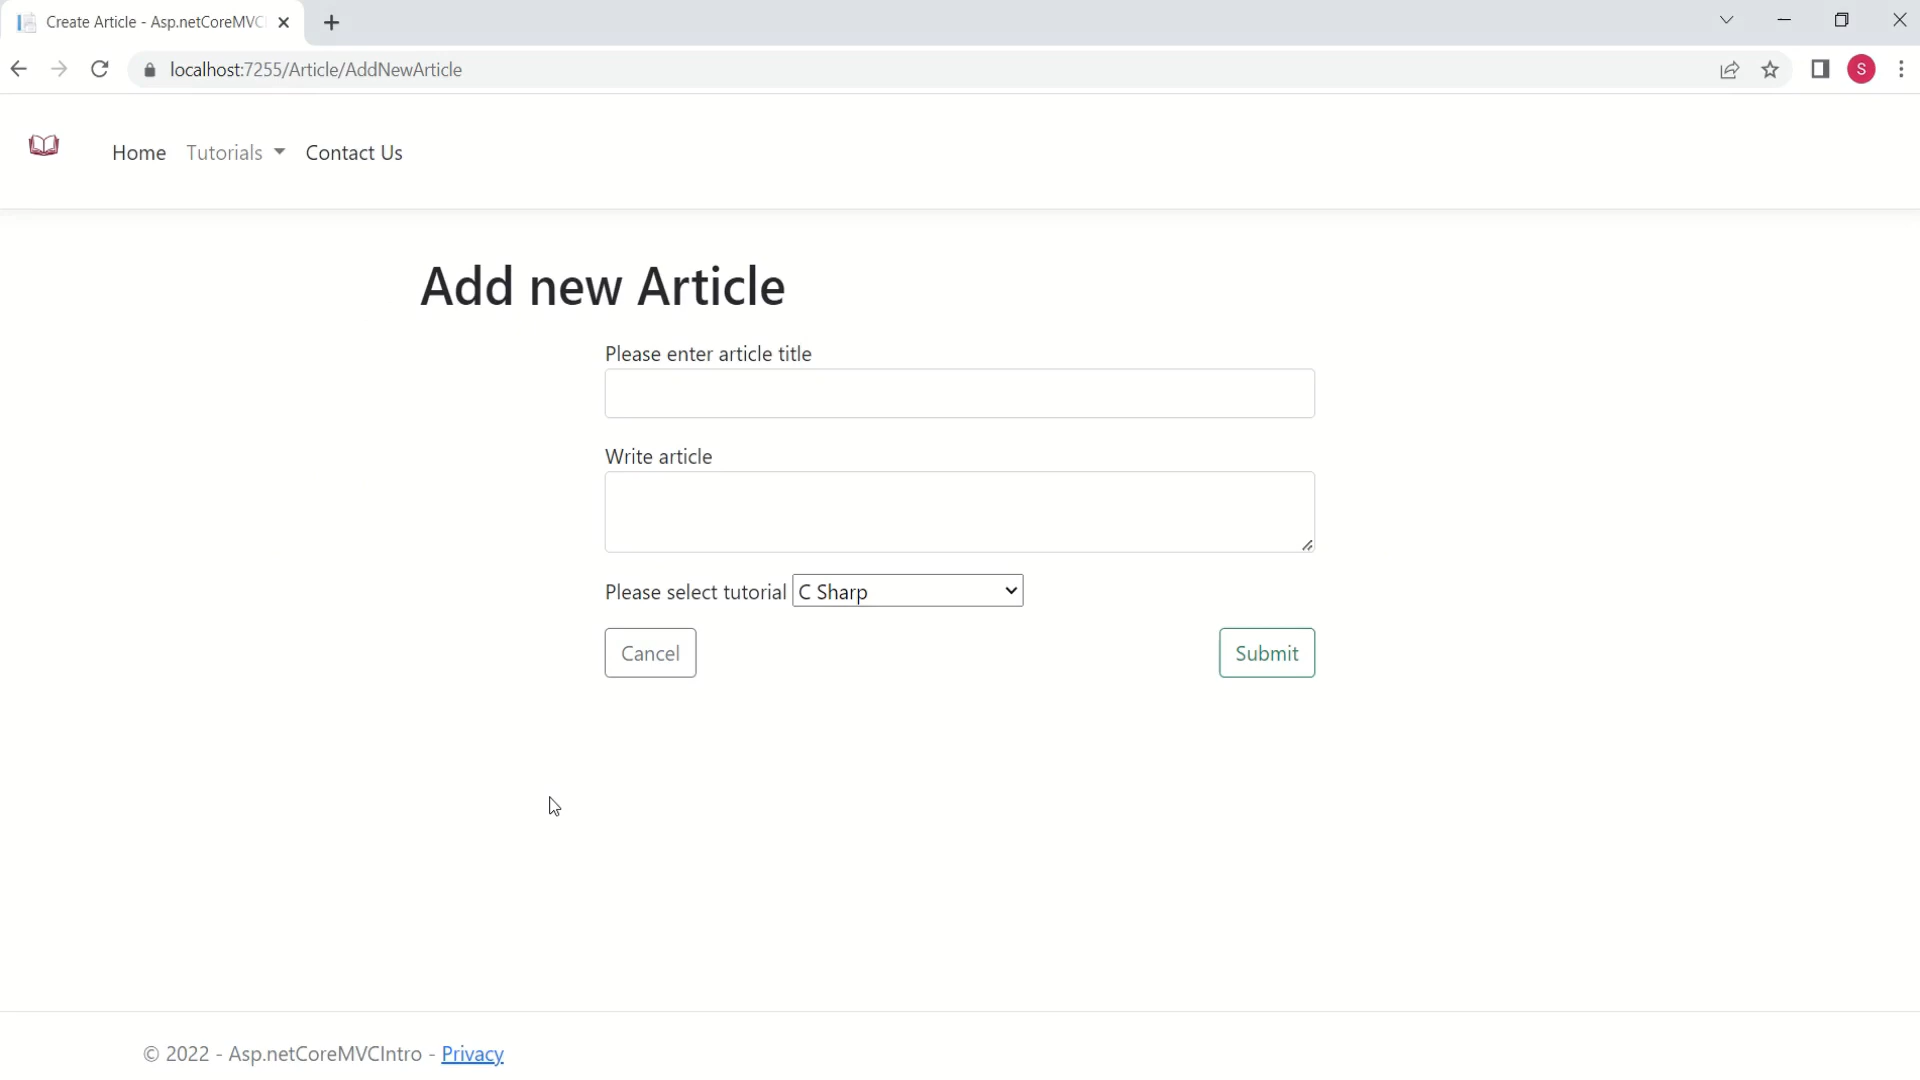 Create Article - Asp.netCoreMVCI
localhost:7255/Article/AddNewArticle
S
Home Tutorials Contact Us
Add new Article
Please enter article title
Write article
Please select tutorial C Sharp
Cancel Submit
© 2022 - Asp.netCoreMVCIntro - Privacy